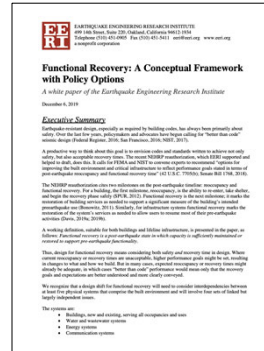 EERI
EARTHQUAKE ENGINEERING RESEARCH INSTITUTE
499 14th Street, Suite 220, Oakland, California 94612-1934
Telephone (510) 451-0905 Fax (510) 451-5411 eeri@eeri.org www.eeri.org
a nonprofit corporation
Functional Recovery: A Conceptual Framework
with Policy Options
A white paper of the Earthquake Engineering Research Institute
December 6, 2019
Executive Summary
Earthquake-resistant design, especially as required by building codes, has always been primarily about
safety. Over the last few years, policymakers and advocates have begun calling for "better than code"
seismic design (Federal Register, 2016; San Francisco, 2016; NIST, 2017).
A productive way to think about this goal is to envision codes and standards written to achieve not only
safety, but also acceptable recovery times. The recent NEHRP reauthorization, which EERI supported and
helped to draft, does this. It calls for FEMA and NIST to convene experts to recommend "options for
improving the built environment and critical infrastructure to reflect performance goals stated in terms of
post-earthquake reoccupancy and functional recovery time" (42 U.S.C. 7705(b); Senate Bill 1768, 2018).
The NEHRP reauthorization cites two milestones on the post-earthquake timeline: reoccupancy and
functional recovery. For a building, the first milestone, reoccupancy, is the ability to re-enter, take shelter,
and begin the recovery phase safely (SPUR, 2012). Functional recovery is the next milestone; it marks the
restoration of building services as needed to support a significant measure of the building's intended
preearthquake use (Bonowitz, 2011). Similarly, for infrastructure systems functional recovery marks the
restoration of the system's services as needed to allow users to resume most of their pre-earthquake
activities (Davis, 2019a, 2019b).
A working definition, suitable for both buildings and lifeline infrastructure, is presented in the paper, as
follows: Functional recovery is a post-earthquake state in which capacity is sufficiently maintained or
restored to support pre-earthquake functionality.
Thus, design for functional recovery means considering both safety and recovery time in design. Where
current reoccupancy or recovery times are unacceptable, higher performance goals might be set, resulting
in changes to what and how we build. But in many cases, expected reoccupancy or recovery times might
already be adequate, in which cases "better than code" performance would mean only that the recovery
goals and expectations are better understood and more clearly conveyed.
We recognize that a design shift for functional recovery will need to consider interdependencies between
at least five physical systems that comprise the built environment and will involve four sets of linked but
largely independent issues.
The systems are:
• Buildings, new and existing, serving all occupancies and uses
• Water and wastewater systems
• Energy systems
• Communication systems